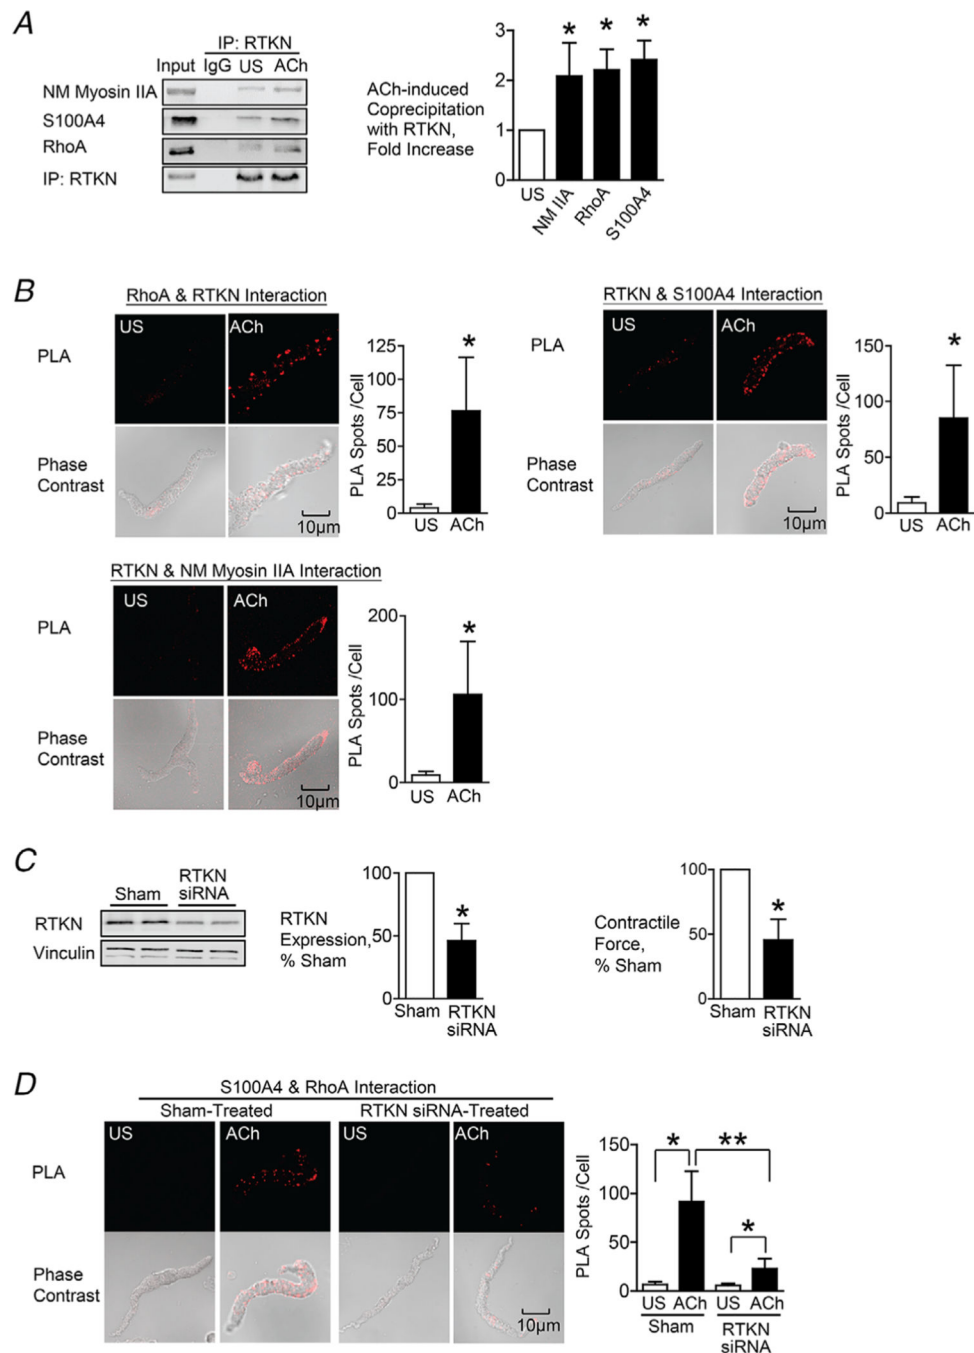 A
IP: RTKN
Input IgG US ACh
NM Myosin IIA
S100A4
RhoA
IP: RTKN
ACh-induced
Coprecipitation
with RTKN,
Fold Increase
3
2
1
0
* * *
US
NM IIA
RhoA
S100A4
B
RhoA & RTKN Interaction
US ACh
PLA
Phase
Contrast
10µm
PLA Spots /Cell
125
100
75
50
25
0
*
US ACh
RTKN & S100A4 Interaction
US ACh
PLA
Phase
Contrast
10µm
PLA Spots /Cell
150
100
50
0
*
US ACh
RTKN & NM Myosin IIA Interaction
US ACh
PLA
Phase
Contrast
10µm
PLA Spots /Cell
200
100
0
*
US ACh
C
Sham RTKN
siRNA
RTKN
Vinculin
RTKN
Expression,
% Sham
100
50
0
*
Sham RTKN
siRNA
Contractile
Force,
% Sham
100
50
0
*
Sham RTKN
siRNA
D
S100A4 & RhoA Interaction
Sham-Treated RTKN siRNA-Treated
US ACh US ACh
PLA
Phase
Contrast
10µm
PLA Spots /Cell
150
100
50
0
* **
*
US ACh US ACh
Sham RTKN
siRNA